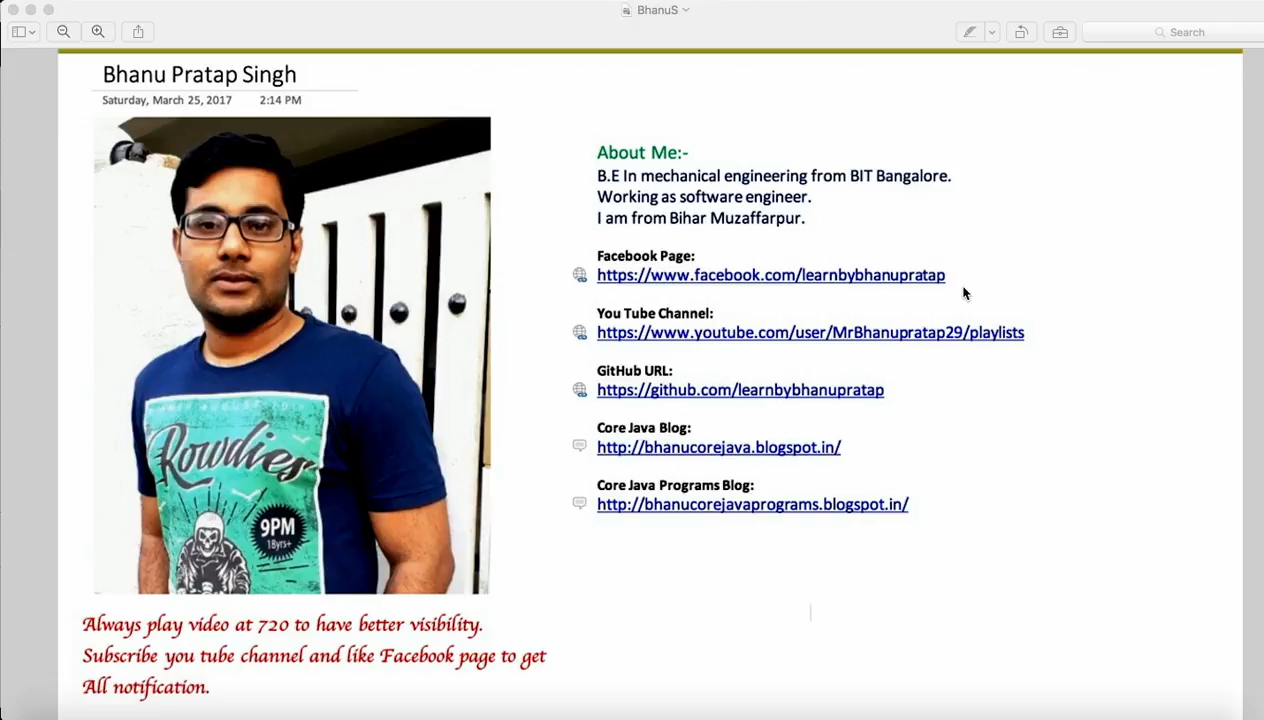 BhanuS
Search
Bhanu Pratap Singh
Saturday, March 25, 2017 2:14 PM
About Me:-
B.E In mechanical engineering from BIT Bangalore.
Working as software engineer.
I am from Bihar Muzaffarpur.
Facebook Page:
https://www.facebook.com/learnbybhanupratap
You Tube Channel:
https://www.youtube.com/user/MrBhanupratap29/playlists
GitHub URL:
https://github.com/learnbybhanupratap
Core Java Blog:
http://bhanucorejava.blogspot.in/
Core Java Programs Blog:
http://bhanucorejavaprograms.blogspot.in/
Rowdies
9PM
18yrs+
Always play video at 720 to have better visibility.
Subscribe you tube channel and like Facebook page to get
All notification.